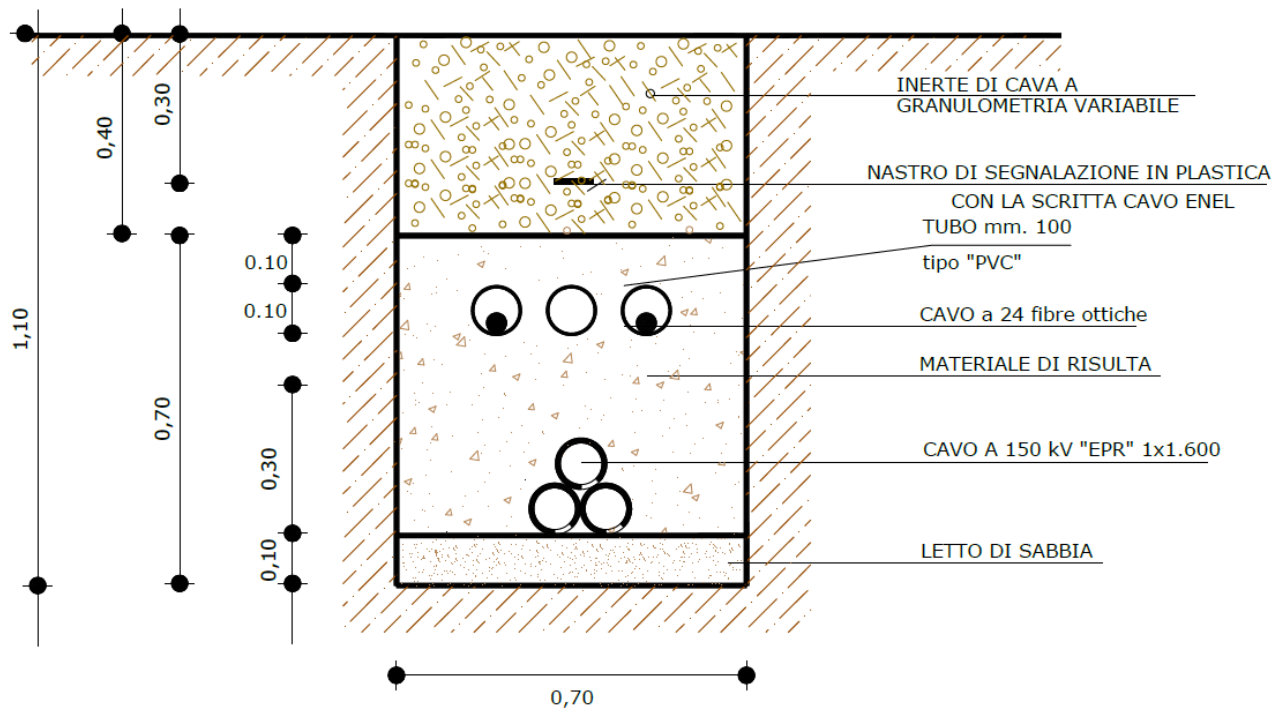 INERTE DI CAVA A
GRANULOMETRIA VARIABILE
NASTRO DI SEGNALAZIONE IN PLASTICA
CON LA SCRITTA CAVO ENEL
TUBO mm. 100
tipo "PVC"
CAVO a 24 fibre ottiche
MATERIALE DI RISULTA
CAVO A 150 kV "EPR" 1x1.600
LETTO DI SABBIA
1,10
0,40
0,30
0,70
0.10
0.10
0,30
0,10
0,70